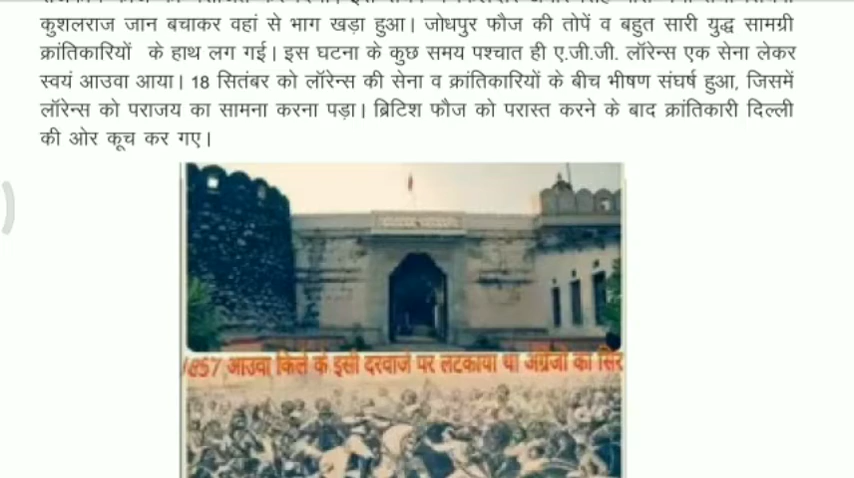 कुशलराज जान बचाकर वहां से भाग खड़ा हुआ। जोधपुर फौज की तोपें व बहुत सारी युद्ध सामग्री
क्रांतिकारियों के हाथ लग गई। इस घटना के कुछ समय पश्चात ही ए.जी.जी. लॉरेन्स एक सेना लेकर
स्वयं आउवा आया। 18 सितंबर को लॉरेन्स की सेना व क्रांतिकारियों के बीच भीषण संघर्ष हुआ, जिसमें
लॉरेन्स को पराजय का सामना करना पड़ा। ब्रिटिश फौज को परास्त करने के बाद क्रांतिकारी दिल्ली
की ओर कूच कर गए।
1857 आउवा किले के इसी दरवाजे पर लटकाया था अंग्रेजों का सिर